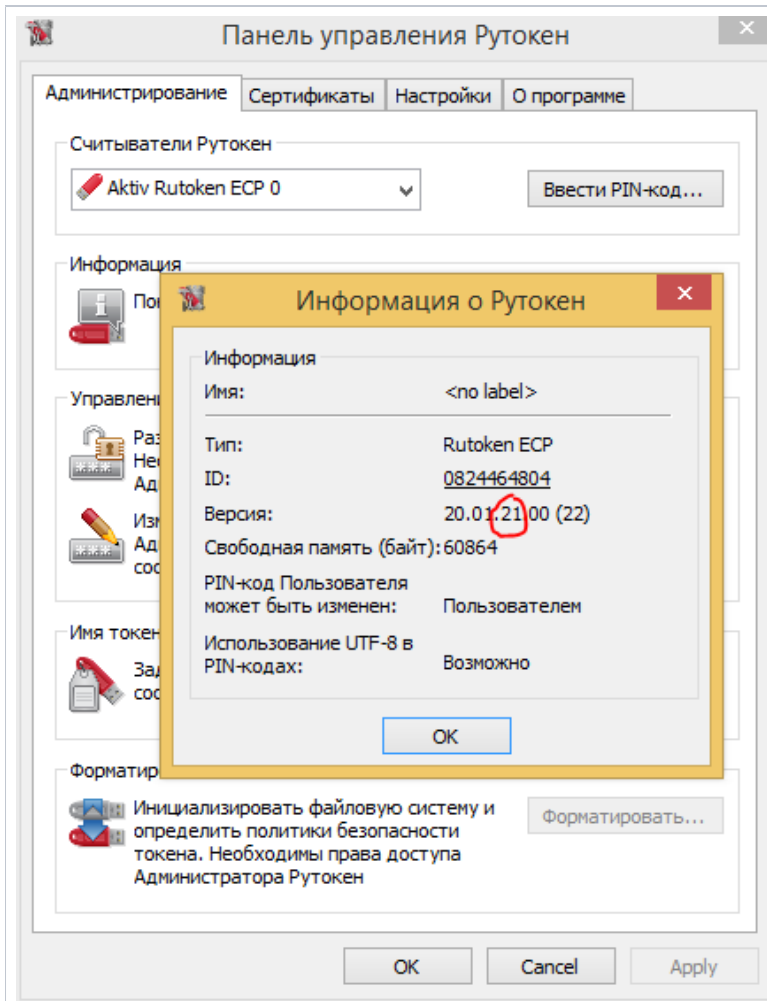 Панель управления Рутокен
Администрирование Сертификаты Настройки О программе
Считыватели Рутокен
Aktiv Rutoken ECP 0 Ввести PIN-код...
Информация
Информация о Рутокен
Информация
Имя: <no label>
Тип: Rutoken ECP
ID: 0824464804
Версия: 20.01.21.00 (22)
Свободная память (байт): 60864
PIN-код Пользователя
может быть изменен: Пользователем
Использование UTF-8 в
PIN-кодах: Возможно
OK
Имя токен
Форматир
Инициализировать файловую систему и
определить политики безопасности
токена. Необходимы права доступа
Администратора Рутокен
Форматировать...
OK Cancel Apply